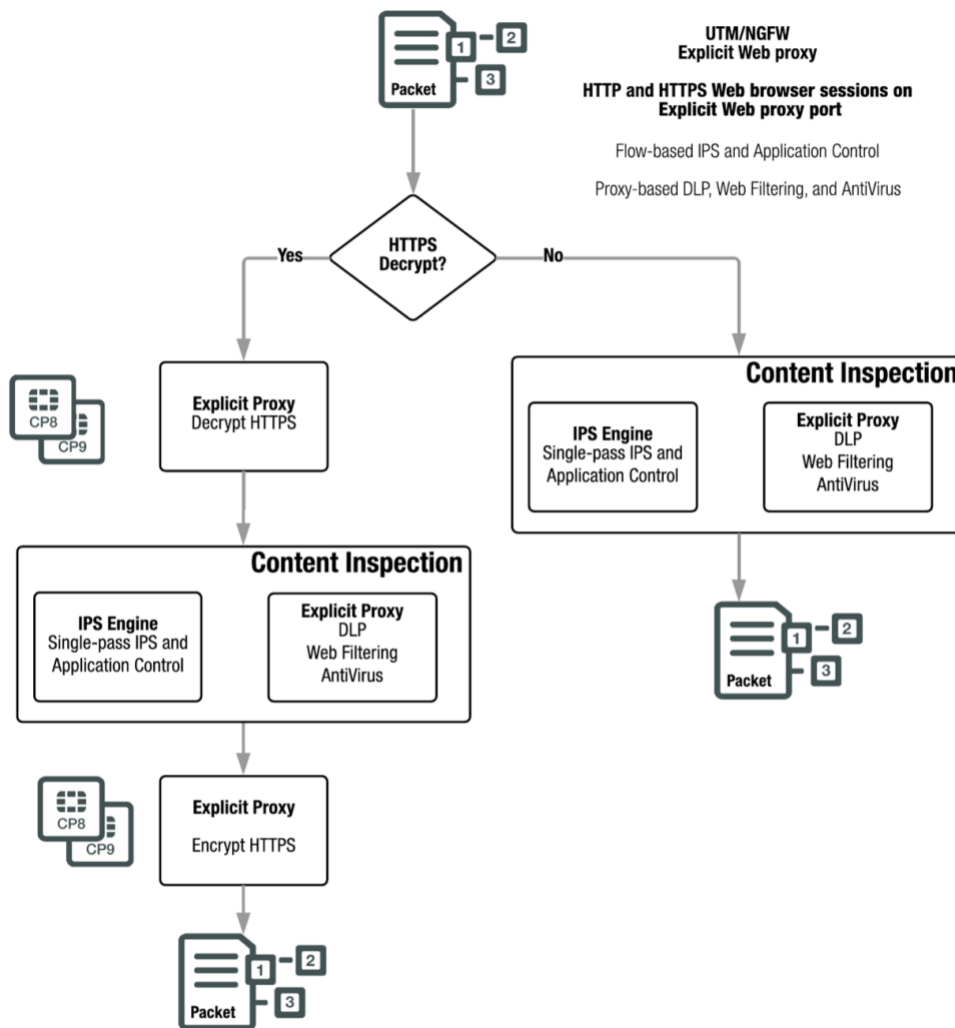 1
2
3
Packet
UTM/NGFW
Explicit Web proxy
HTTP and HTTPS Web browser sessions on
Explicit Web proxy port
Flow-based IPS and Application Control
Proxy-based DLP, Web Filtering, and AntiVirus
HTTPS
Decrypt?
Yes
No
Explicit Proxy
Decrypt HTTPS
CP8
CP9
Content Inspection
IPS Engine
Single-pass IPS and
Application Control
Explicit Proxy
DLP
Web Filtering
AntiVirus
Content Inspection
IPS Engine
Single-pass IPS and
Application Control
Explicit Proxy
DLP
Web Filtering
AntiVirus
1
2
3
Packet
CP8
CP9
Explicit Proxy
Encrypt HTTPS
1
2
3
Packet